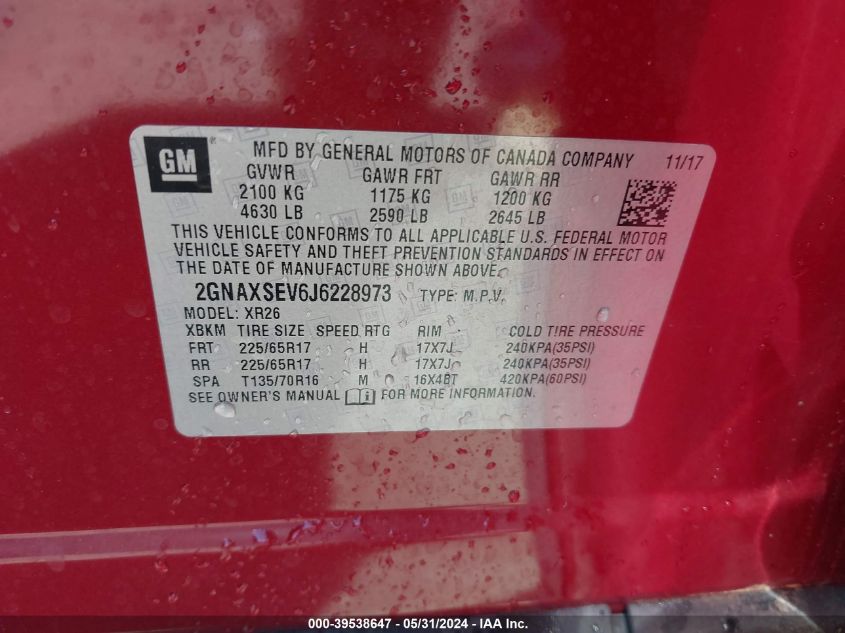 GM MFD BY GENERAL MOTORS OF CANADA COMPANY 11/17
GVWR GAWR FRT GAWR RR
2100 KG 1175 KG 1200 KG
4630 LB 2590 LB 2645 LB
THIS VEHICLE CONFORMS TO ALL APPLICABLE U.S. FEDERAL MOTOR
VEHICLE SAFETY AND THEFT PREVENTION STANDARDS IN EFFECT ON
THE DATE OF MANUFACTURE SHOWN ABOVE.
2GNAXSEV6J6228973 TYPE: M.P.V.
MODEL: XR26
XBKM TIRE SIZE SPEED RTG RIM COLD TIRE PRESSURE
FRT 225/65R17 H 17X7J 240KPA(35PSI)
RR 225/65R17 H 17X7J 240KPA(35PSI)
SPA T135/70R16 M 16X4BT 420KPA(60PSI)
SEE OWNER'S MANUAL FOR MORE INFORMATION.
000-39538647 - 05/31/2024 - IAA Inc.